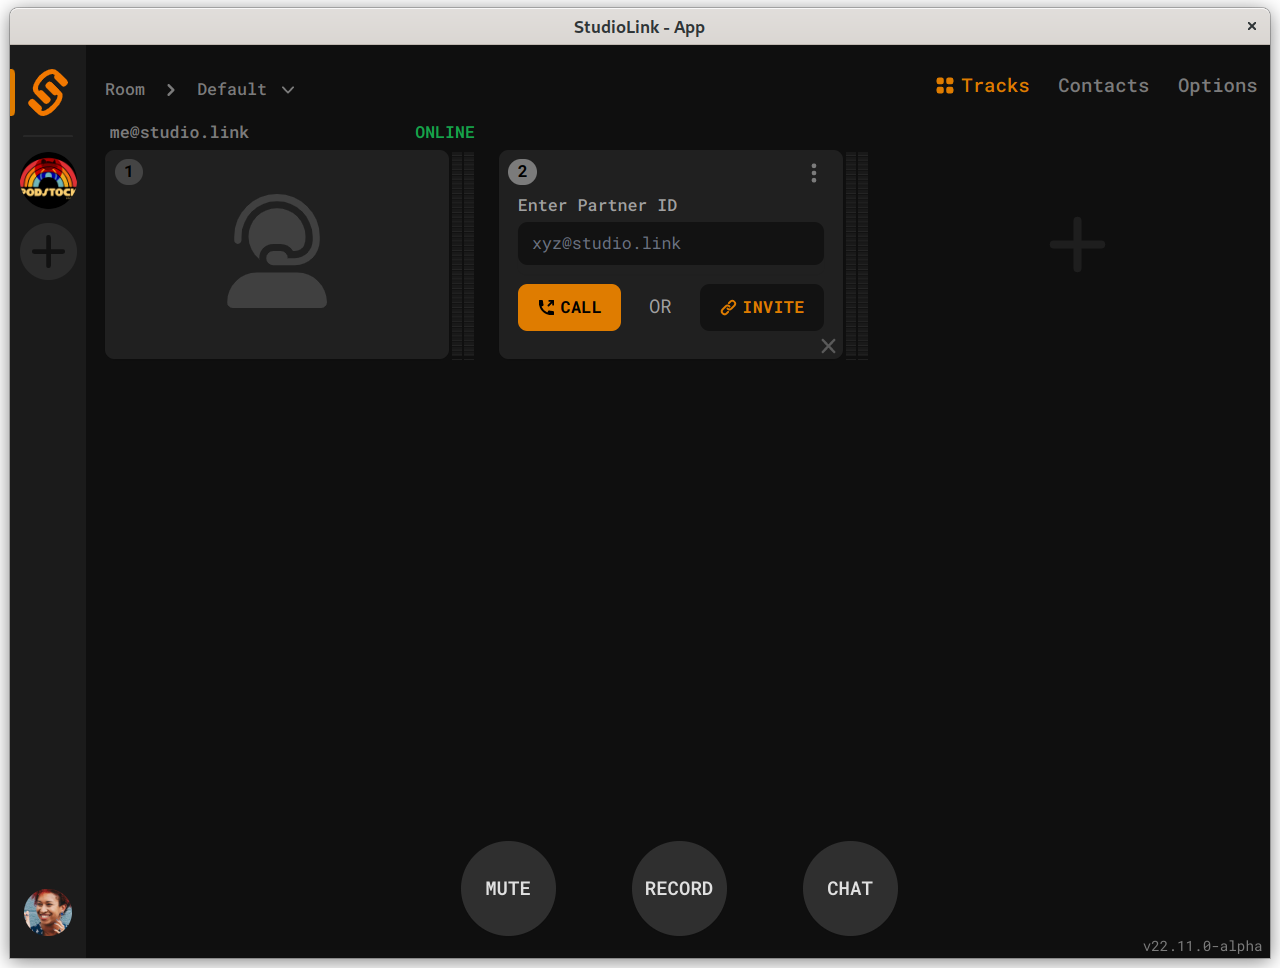 StudioLink - App
Room
Default
Tracks
Contacts
Options
me@studio.link
ONLINE
1
2
Enter Partner ID
xyz@studio.link
CALL
OR
INVITE
PODSTOCK
MUTE
RECORD
CHAT
v22.11.0-alpha